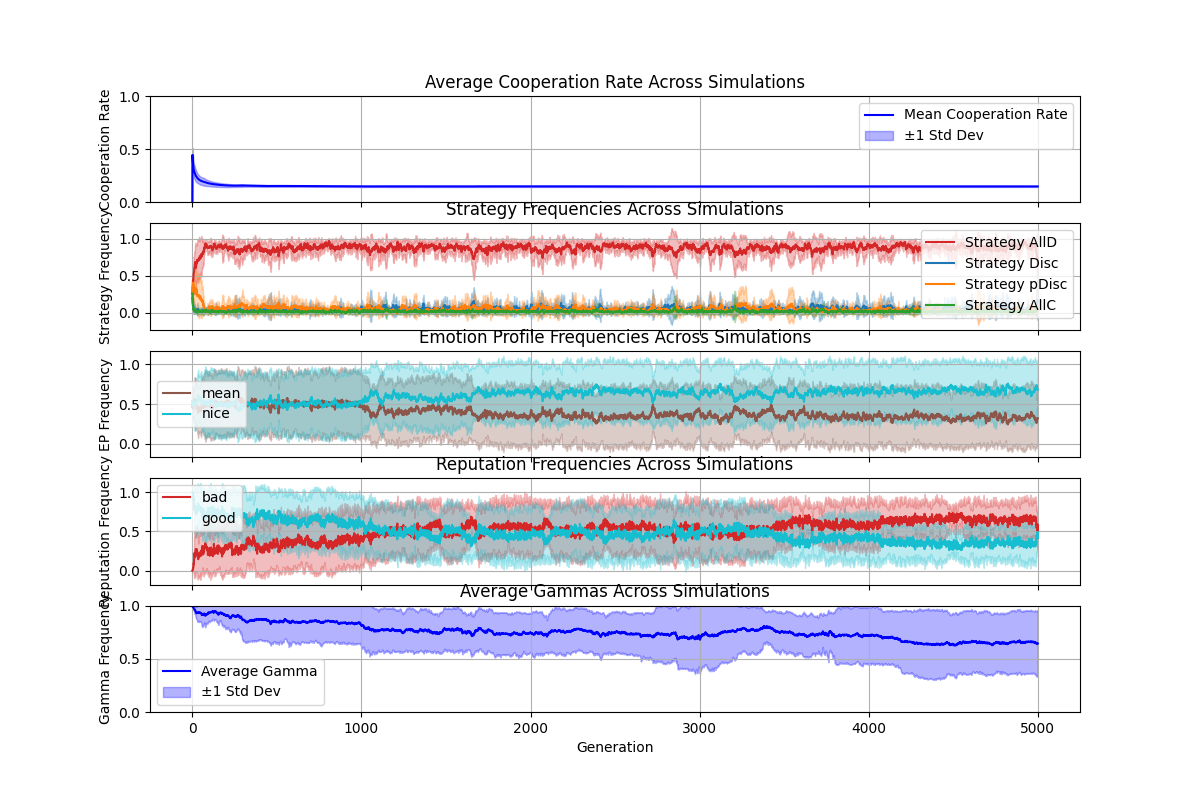 Average Cooperation Rate Across Simulations
Cooperation Rate
1.0
0.5
0.0
Mean Cooperation Rate
±1 Std Dev
Strategy Frequencies Across Simulations
Strategy Frequency
1.0
0.5
0.0
Strategy AllD
Strategy Disc
Strategy pDisc
Strategy AllC
Emotion Profile Frequencies Across Simulations
EP Frequency
1.0
0.5
0.0
mean
nice
Reputation Frequencies Across Simulations
Reputation Frequency
1.0
0.5
0.0
bad
good
Average Gammas Across Simulations
Gamma Frequency
1.0
0.5
0.0
Average Gamma
±1 Std Dev
0 1000 2000 3000 4000 5000
Generation